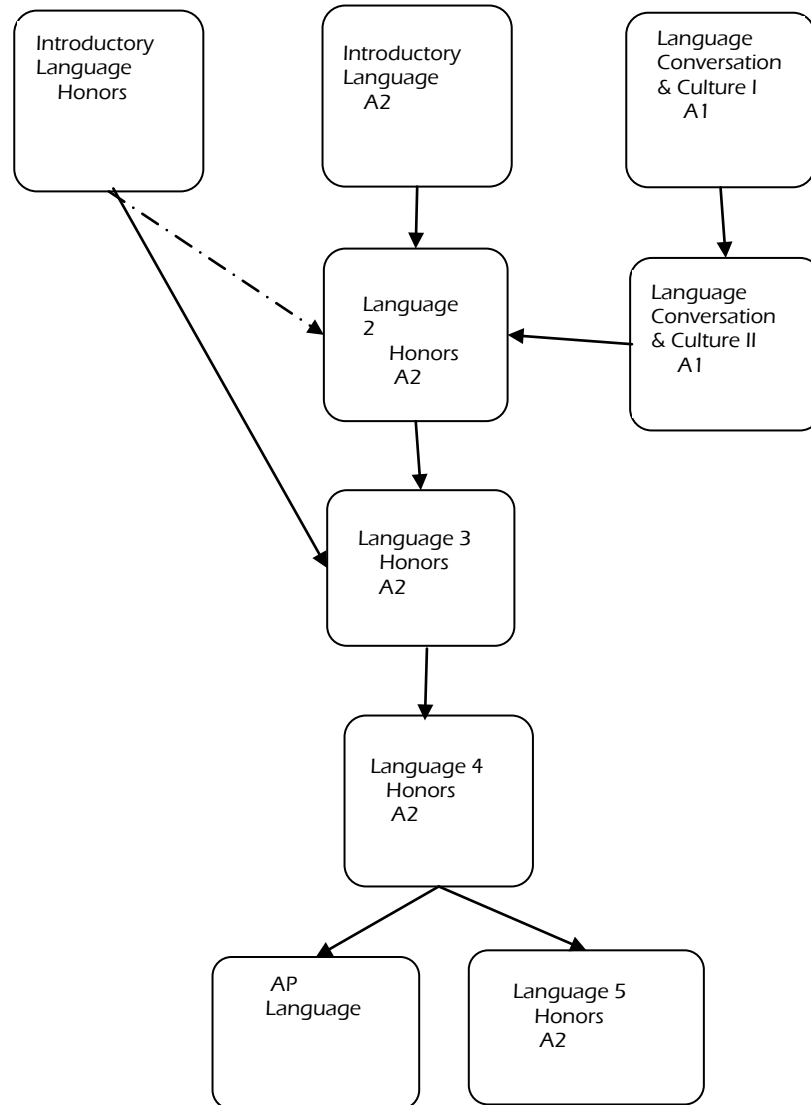 Introductory
Language
Honors
Introductory
Language
A2
Language
Conversation
& Culture I
A1
Language
2
Honors
A2
Language
Conversation
& Culture II
A1
Language 3
Honors
A2
Language 4
Honors
A2
AP
Language
Language 5
Honors
A2